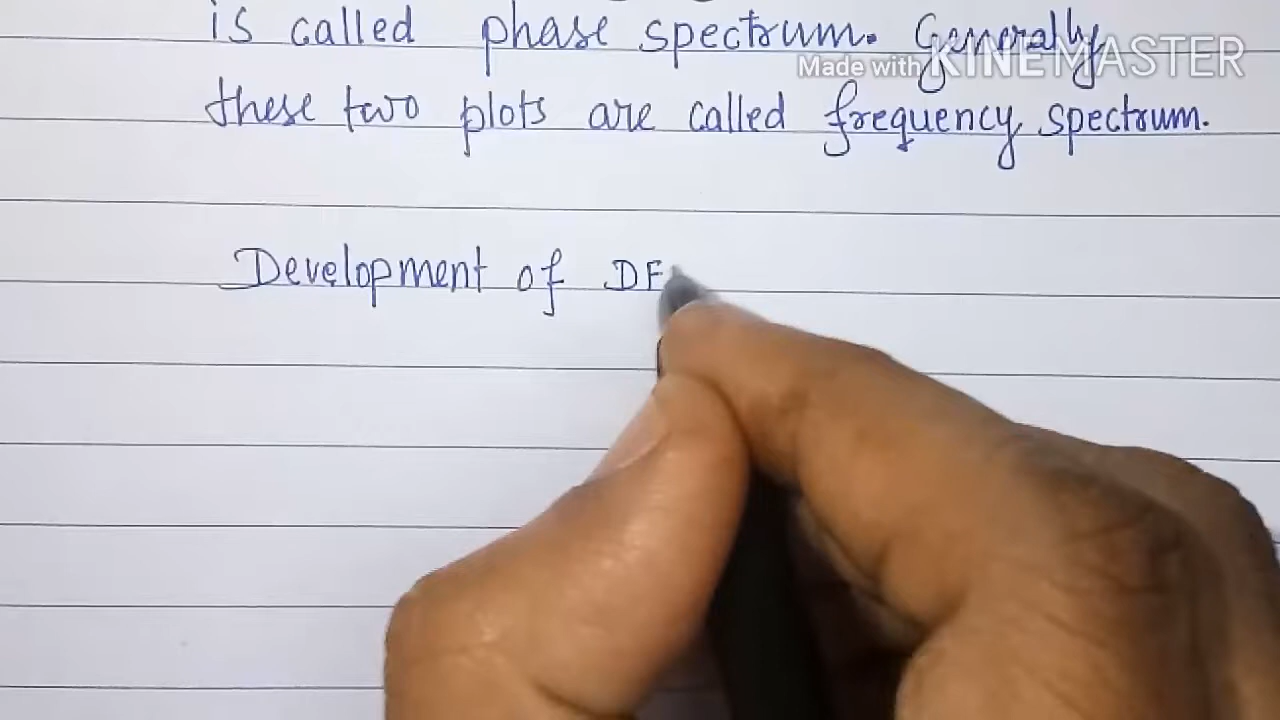 is called phase spectrum. Generally
Made with KINEMASTER
these two plots are called frequency spectrum.
Development of DF